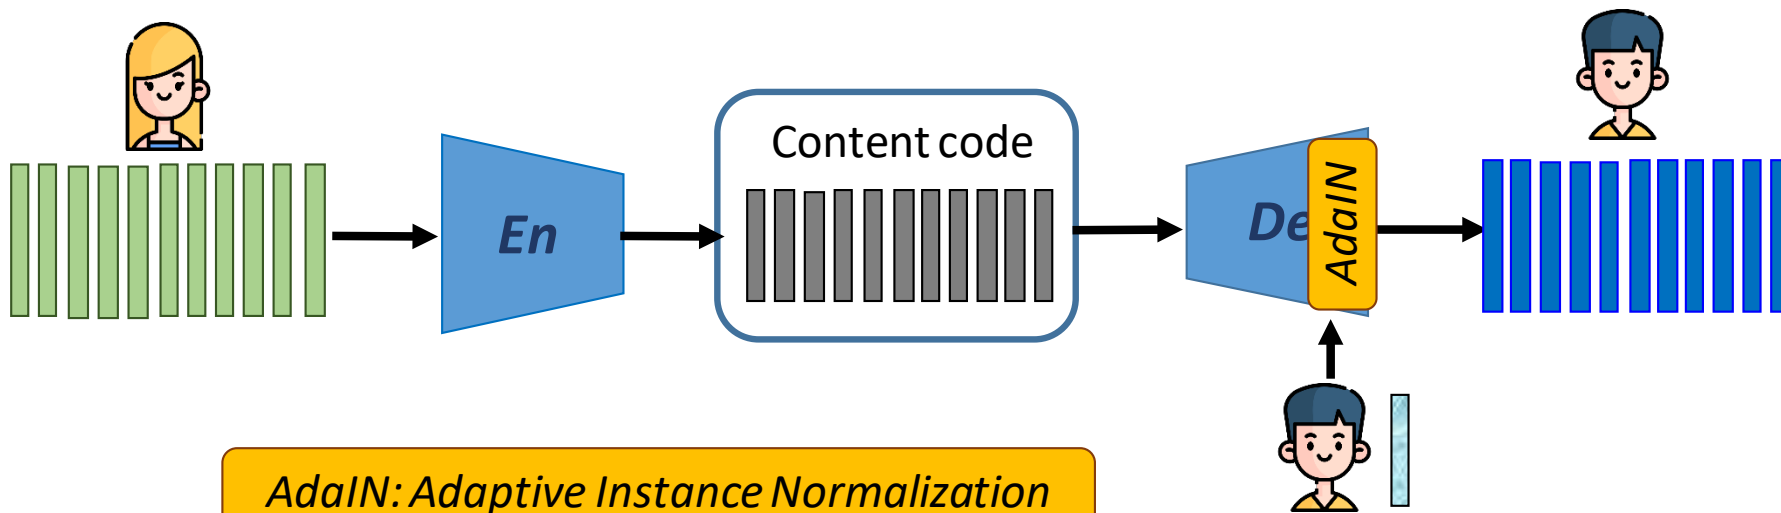 Content code
En
De
AdaIN
AdaIN: Adaptive Instance Normalization